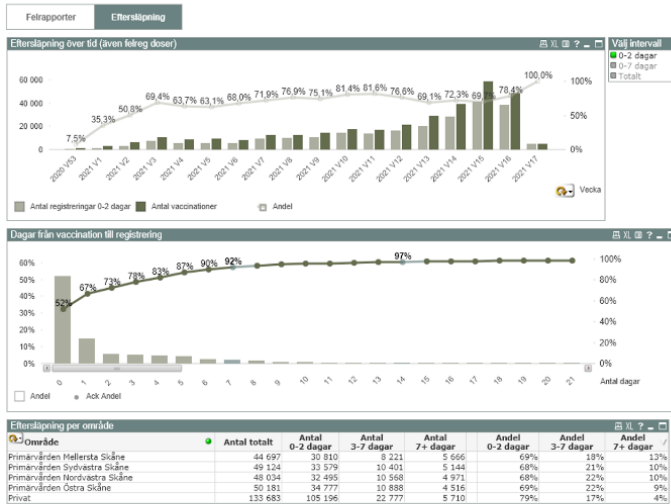 Felrapporter Eftersläpning
Eftersläpning över tid (även felreg doser) XL ?
Välj intervall
0-2 dagar
0-7 dagar
Totalt
60 000
40 000
20 000
0
7,5% 35,3% 50,8% 69,4% 63,7% 63,1% 68,0% 71,9% 76,9% 75,1% 81,4% 81,6% 76,6% 69,1% 72,3% 69,7% 78,4% 100,0%
100%
50%
0%
2020 V53 2021 V1 2021 V2 2021 V3 2021 V4 2021 V5 2021 V6 2021 V7 2021 V8 2021 V9 2021 V10 2021 V11 2021 V12 2021 V13 2021 V14 2021 V15 2021 V16 2021 V17
Vecka
Antal registreringar 0-2 dagar Antal vaccinationer Andel
Dagar från vaccination till registrering XL ?
60%
50%
40%
30%
20%
10%
0%
52% 67% 73% 78% 83% 87% 90% 92% 97%
100%
80%
60%
40%
20%
0%
0 1 2 3 4 5 6 7 8 9 10 11 12 13 14 15 16 17 18 19 20 21
Antal dagar
Andel Ack Andel
Eftersläpning per område XL ?
Område Antal totalt Antal 0-2 dagar Antal 3-7 dagar Antal 7+ dagar Andel 0-2 dagar Andel 3-7 dagar Andel 7+ dagar
Primärvården Mellersta Skåne 44 697 30 810 8 221 5 666 69% 18% 13%
Primärvården Sydvästra Skåne 49 124 33 579 10 401 5 144 68% 21% 10%
Primärvården Nordvästra Skåne 48 034 32 495 10 568 4 971 68% 22% 10%
Primärvården Östra Skåne 50 181 34 777 10 888 4 516 69% 22% 9%
Privat 133 683 105 196 22 777 5 710 79% 17% 4%